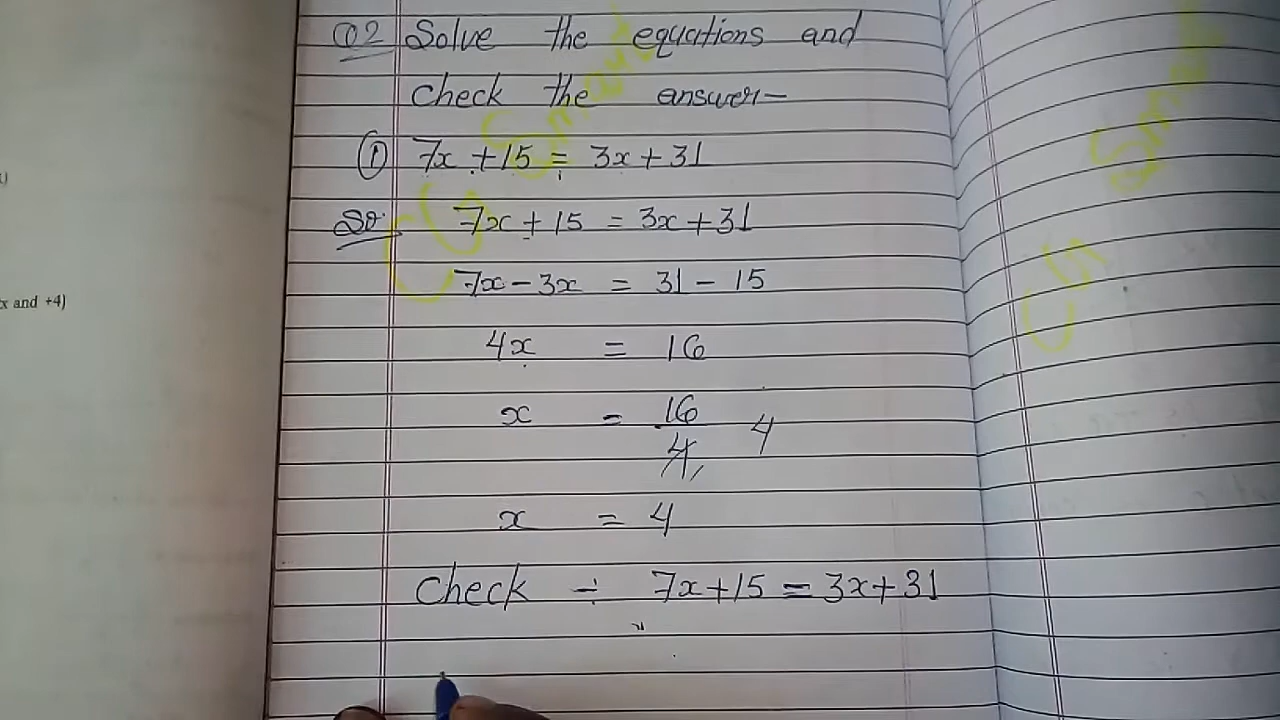 Q2 Solve the equations and
check the answer-
① 7x + 15 = 3x + 31
Sol. 7x + 15 = 3x + 31
7x - 3x = 31 - 15
4x = 16
x = 16/4 4
x = 4
Check ÷ 7x + 15 = 3x + 31
x and +4)